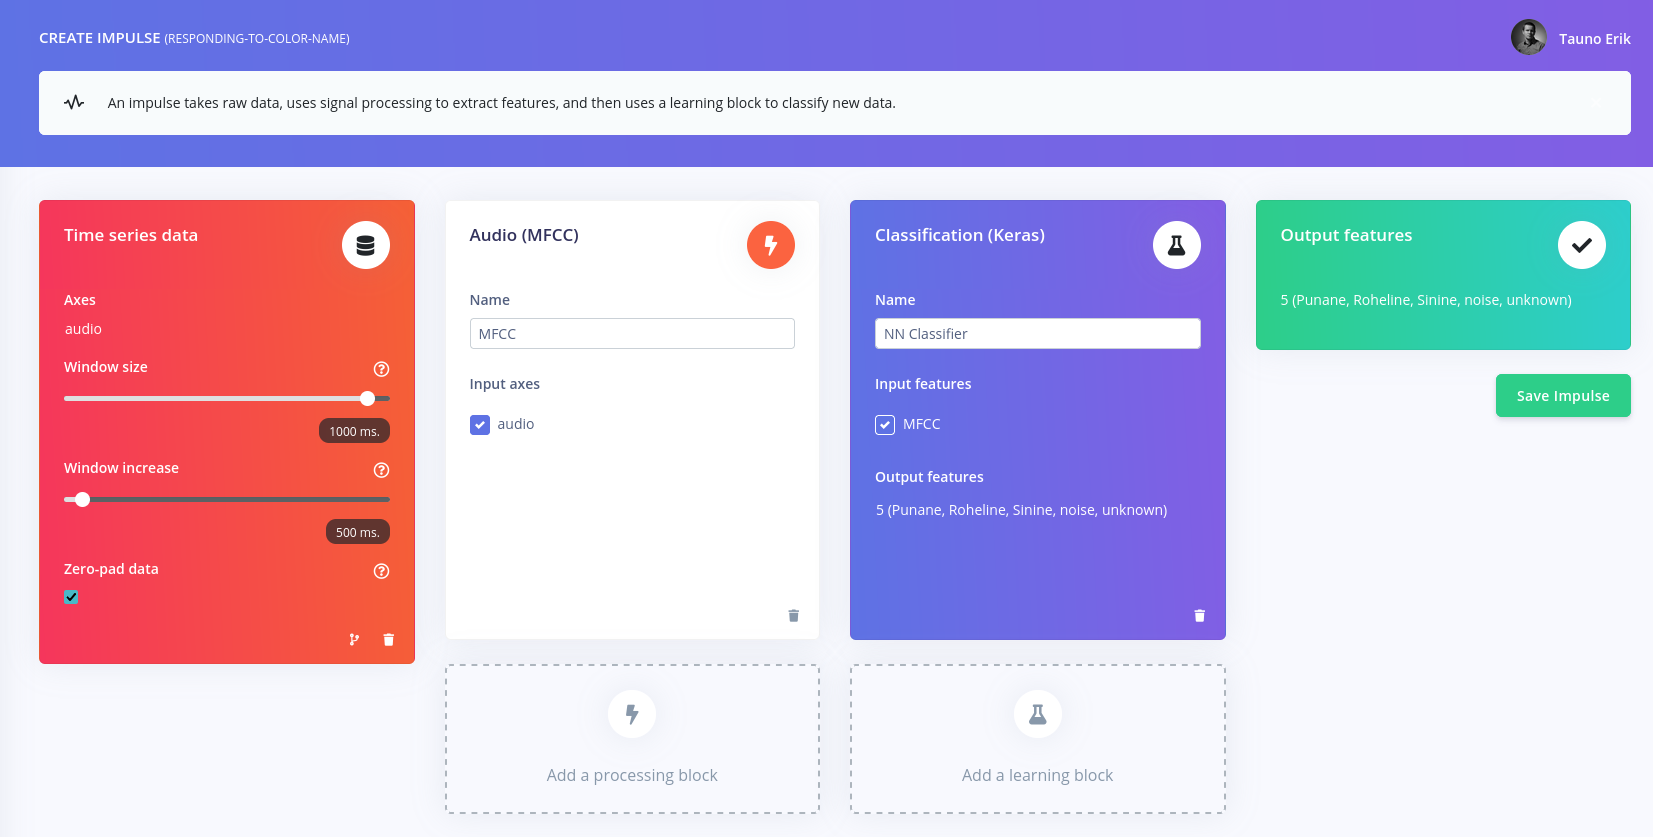 CREATE IMPULSE (RESPONDING-TO-COLOR-NAME)
Tauno Erik
An impulse takes raw data, uses signal processing to extract features, and then uses a learning block to classify new data.
Time series data
Axes
audio
Window size
1000 ms.
Window increase
500 ms.
Zero-pad data
Audio (MFCC)
Name
MFCC
Input axes
audio
Classification (Keras)
Name
NN Classifier
Input features
MFCC
Output features
5 (Punane, Roheline, Sinine, noise, unknown)
Output features
5 (Punane, Roheline, Sinine, noise, unknown)
Save Impulse
Add a processing block
Add a learning block